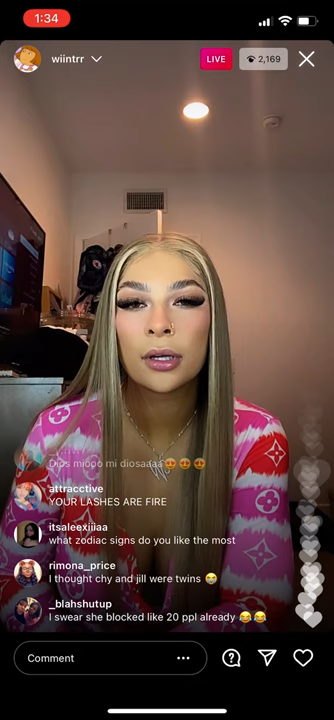 1:34
wiintrr
LIVE
2,169
Dios miooo mi diosaaaa😍😍😍
attracctive
YOUR LASHES ARE FIRE
itsaleexiiiaa
what zodiac signs do you like the most
rimona_price
I thought chy and jill were twins 😭
_blahshutup
I swear she blocked like 20 ppl already 😂😂
Comment